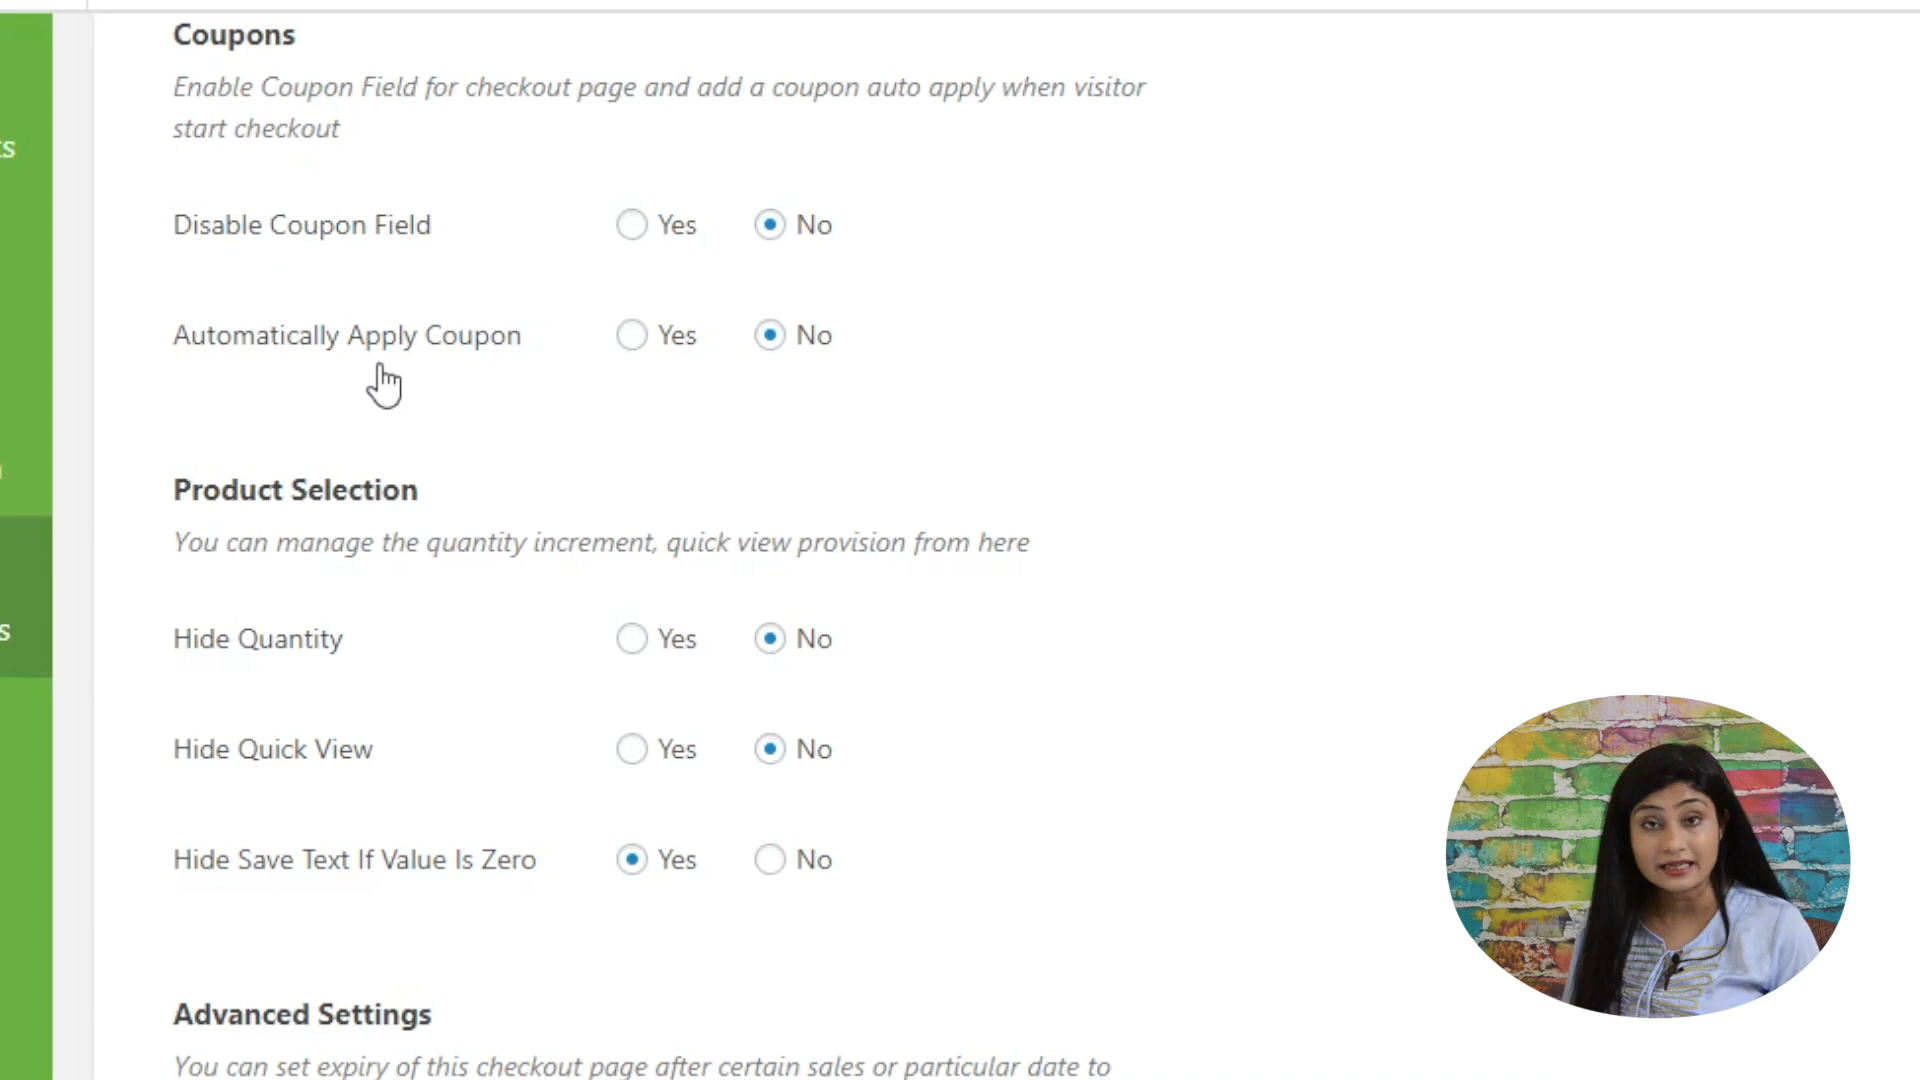 Coupons
Enable Coupon Field for checkout page and add a coupon auto apply when visitor
start checkout
Disable Coupon Field Yes No
Automatically Apply Coupon Yes No
Product Selection
You can manage the quantity increment, quick view provision from here
Hide Quantity Yes No
Hide Quick View Yes No
Hide Save Text If Value Is Zero Yes No
Advanced Settings
You can set expiry of this checkout page after certain sales or particular date to